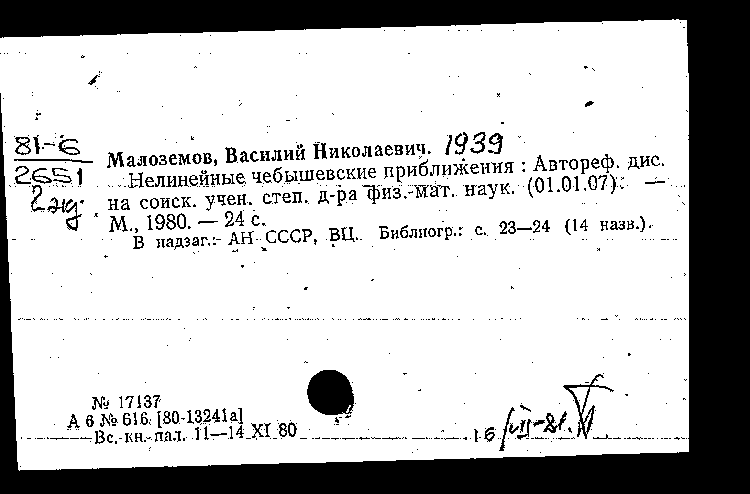 81-6
2651
2 эк
Малоземов, Василий Николаевич. 1939
Нелинейные чебышевские приближения : Автореф. дис.
на соиск. учен. степ. д-ра физ.-мат. наук. (01.01.07). —
М., 1980. — 24 с.
В надзаг.: АН СССР, ВЦ. Библиогр.: с. 23—24 (14 назв.).
№ 17137
А 6 № 616. [80-13241а]
Вс. кн. пал. 11—14 XI 80
16/VII-81.